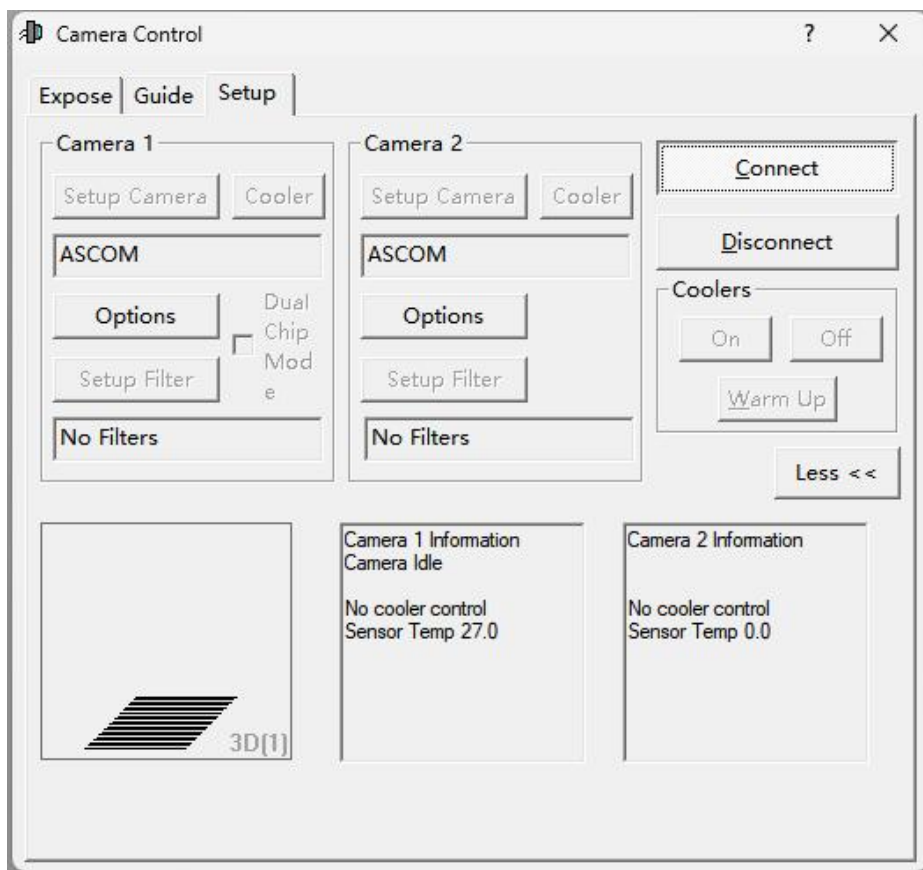 Camera Control
?
Expose
Guide
Setup
Camera 1
Setup Camera
Cooler
ASCOM
Options
Dual
Chip
Mod
e
Setup Filter
No Filters
Camera 2
Setup Camera
Cooler
ASCOM
Options
Setup Filter
No Filters
Connect
Disconnect
Coolers
On
Off
Warm Up
Less <<
3D(1)
Camera 1 Information
Camera Idle
No cooler control
Sensor Temp 27.0
Camera 2 Information
No cooler control
Sensor Temp 0.0